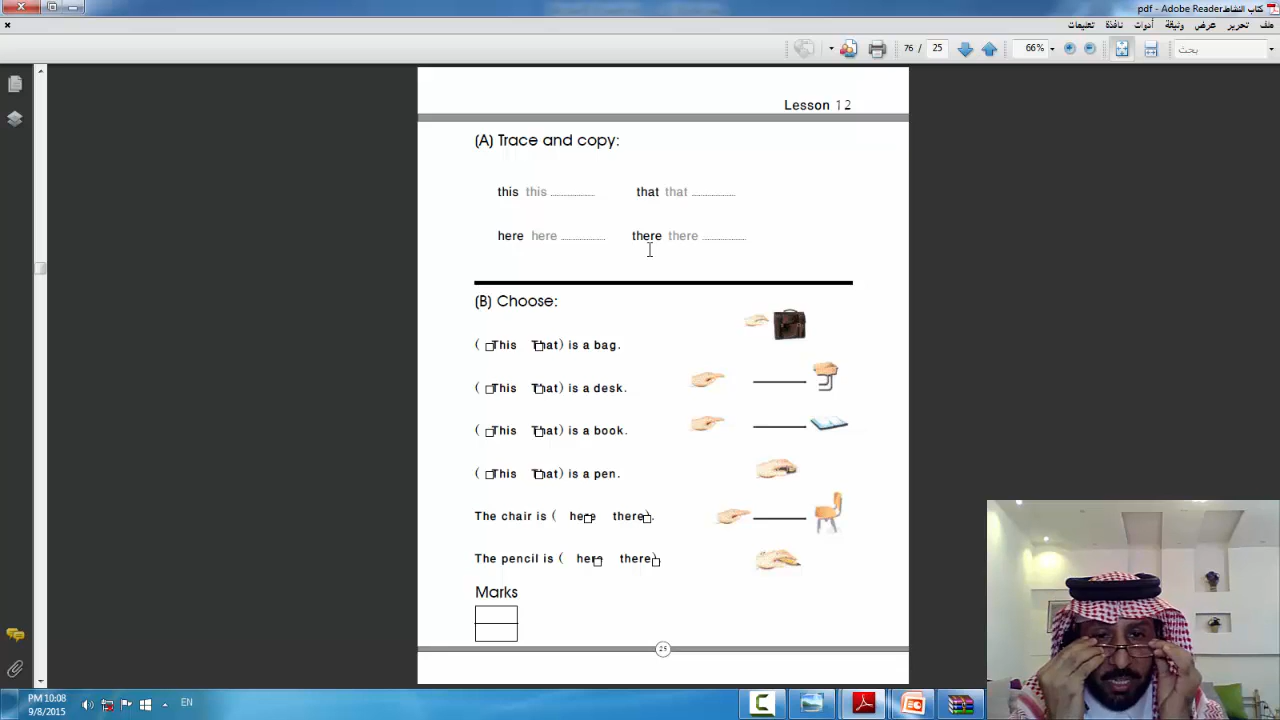 كتاب النشاط.pdf - Adobe Reader
ملف تحرير عرض وثيقة أدوات نافذة تعليمات
76 / 25 66% بحث
Lesson 12
(A) Trace and copy:
this this that that
here here there there
(B) Choose:
( This That) is a bag.
( This That) is a desk.
( This That) is a book.
( This That) is a pen.
The chair is ( here there).
The pencil is ( here there)
Marks
25
PM 10:08
9/8/2015
EN